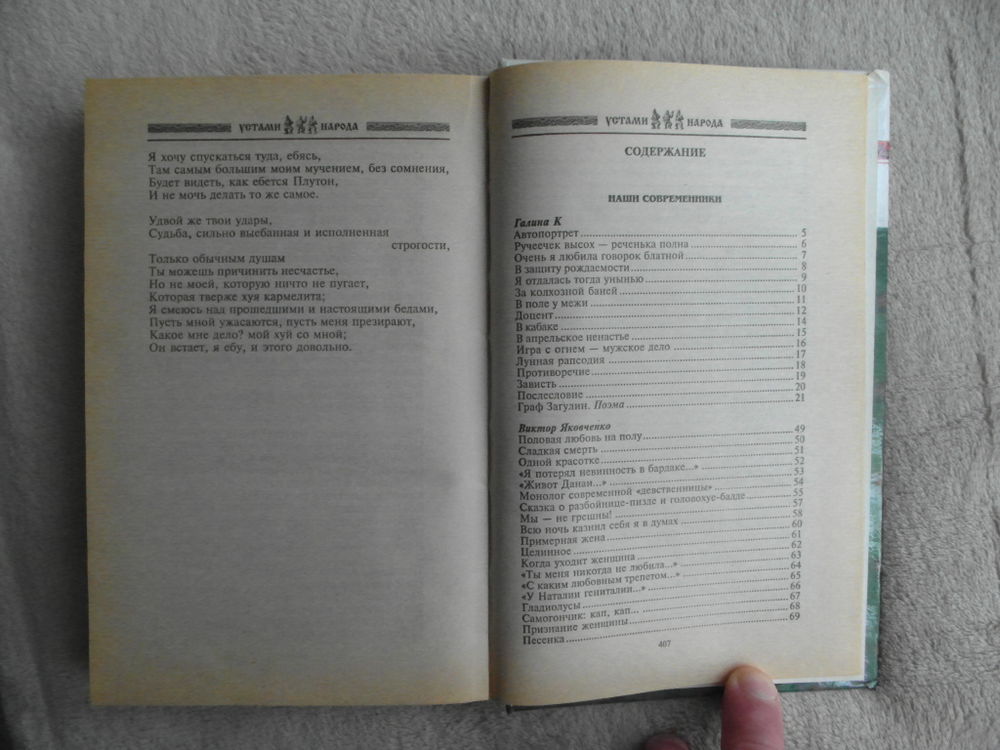 УСТАМИ НАРОДА
Я хочу спускаться туда, ебясь,
Там самым большим моим мучением, без сомнения,
Будет видеть, как ебется Плутон,
И не мочь делать то же самое.
Удвой же твои удары,
Судьба, сильно выебанная и исполненная
строгости,
Только обычным душам
Ты можешь причинить несчастье,
Но не моей, которую ничто не пугает,
Которая тверже хуя кармелита;
Я смеюсь над прошедшими и настоящими бедами,
Пусть мной ужасаются, пусть меня презирают,
Какое мне дело? мой хуй со мной;
Он встает, я ебу, и этого довольно.
УСТАМИ НАРОДА
СОДЕРЖАНИЕ
НАШИ СОВРЕМЕННИКИ
Галина К
Автопортрет 5
Ручеечек высох — реченька полна 6
Очень я любила говорок блатной 7
В защиту рождаемости 8
Я отдалась тогда унынью 9
За колхозной баней 10
В поле у межи 11
Доцент 12
В кабаке 14
В апрельское ненастье 15
Игра с огнем — мужское дело 16
Лунная рапсодия 17
Противоречие 18
Зависть 19
Послесловие 20
Граф Загулин. Поэма 21
Виктор Яковченко
Половая любовь на полу 49
Сладкая смерть 50
Одной красотке 51
«Я потерял невинность в бардаке...» 52
«Живот Данаи...» 53
Монолог современной «девственницы» 54
Сказка о разбойнице-пизде и головохуе-балде 55
Мы — не грешны! 57
Всю ночь казнил себя я в думах 58
Примерная жена 60
Целинное 61
Когда уходит женщина 62
«Ты меня никогда не любила...» 63
«С каким любовным трепетом...» 64
«У Наталии гениталии...» 65
Гладиолусы 66
Самогончик: кап, кап... 67
Признание женщины 68
Песенка 69
407